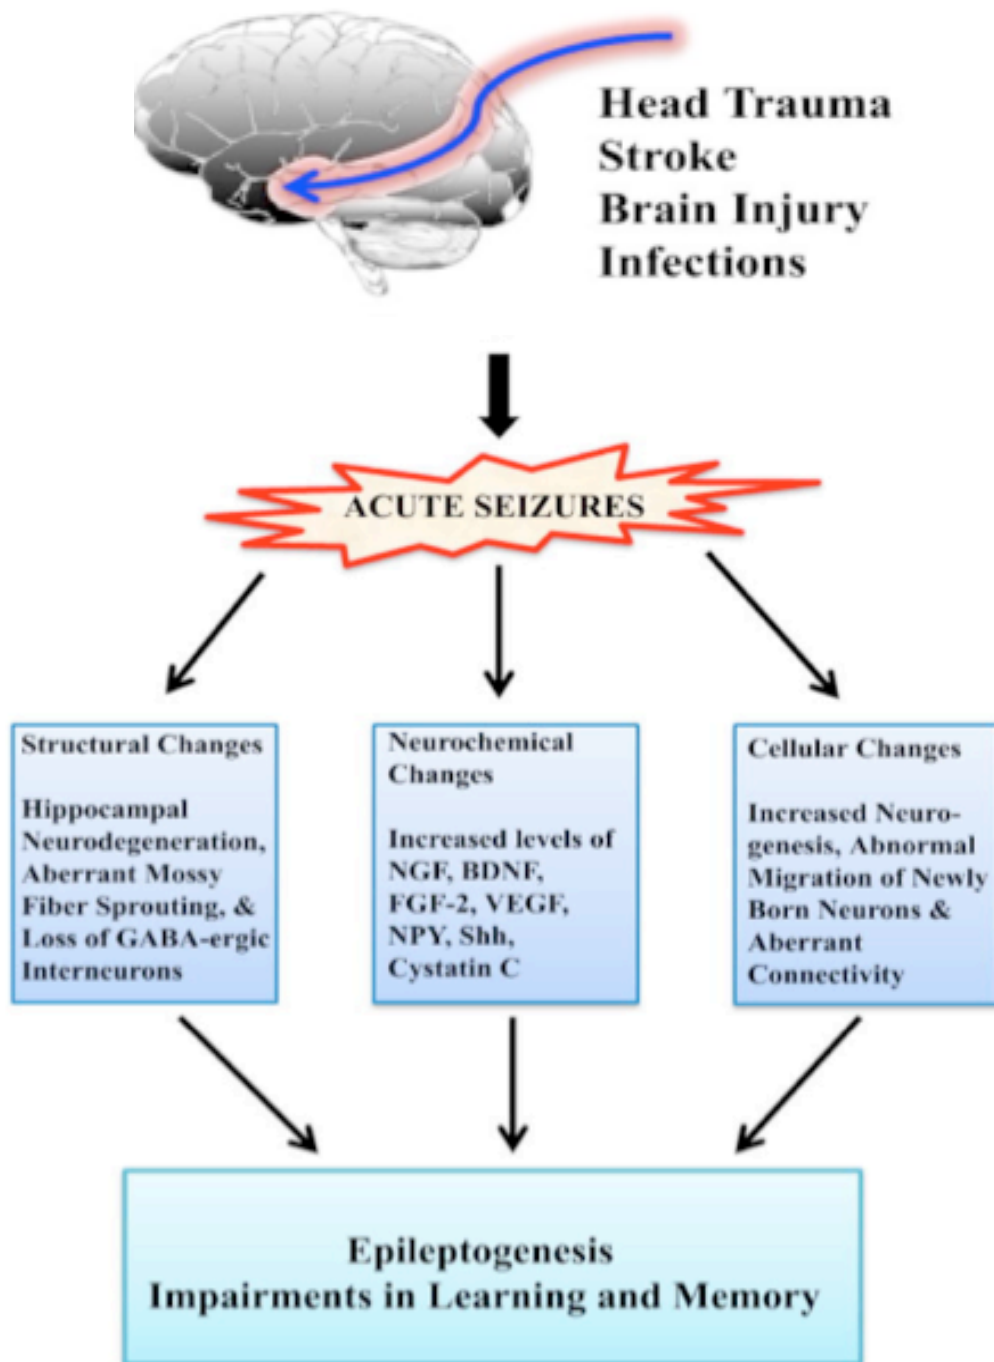 Head Trauma
Stroke
Brain Injury
Infections
ACUTE SEIZURES
Structural Changes
Hippocampal
Neurodegeneration,
Aberrant Mossy
Fiber Sprouting, &
Loss of GABA-ergic
Interneurons
Neurochemical
Changes
Increased levels of
NGF, BDNF,
FGF-2, VEGF,
NPY, Shh,
Cystatin C
Cellular Changes
Increased Neuro-
genesis, Abnormal
Migration of Newly
Born Neurons &
Aberrant
Connectivity
Epileptogenesis
Impairments in Learning and Memory